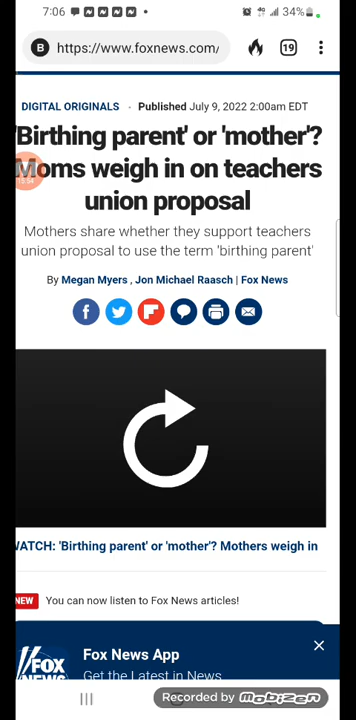 7:06 34%
https://www.foxnews.com/ 19
DIGITAL ORIGINALS · Published July 9, 2022 2:00am EDT
'Birthing parent' or 'mother'?
Moms weigh in on teachers
union proposal
Mothers share whether they support teachers
union proposal to use the term 'birthing parent'
By Megan Myers , Jon Michael Raasch | Fox News
WATCH: 'Birthing parent' or 'mother'? Mothers weigh in
NEW You can now listen to Fox News articles!
FOX
NEWS
Fox News App
Get the Latest in News
Recorded by MOBIZEN